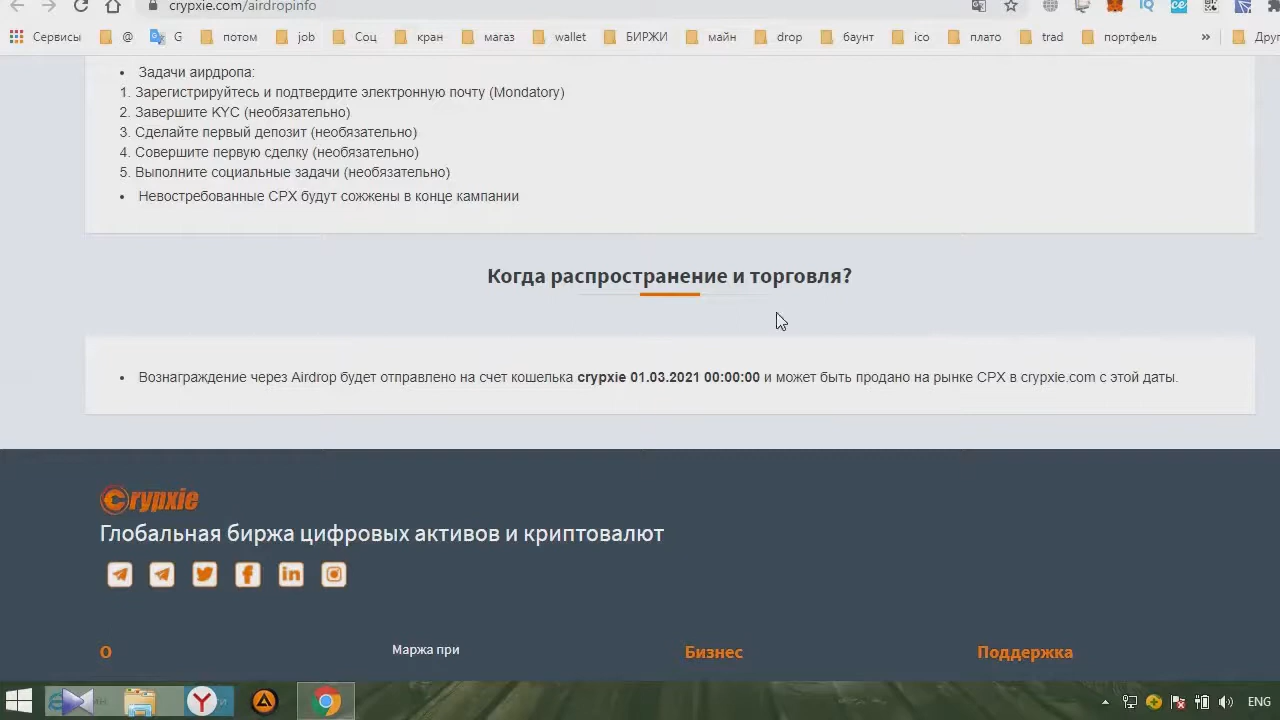 crypxie.com/airdropinfo
Сервисы @ G потом job Соц кран магаз wallet БИРЖИ майн drop баунт ico плато trad портфель » Друг
• Задачи аирдропа:
1. Зарегистрируйтесь и подтвердите электронную почту (Mondatory)
2. Завершите KYC (необязательно)
3. Сделайте первый депозит (необязательно)
4. Совершите первую сделку (необязательно)
5. Выполните социальные задачи (необязательно)
• Невостребованные CPX будут сожжены в конце кампании
Когда распространение и торговля?
• Вознаграждение через Airdrop будет отправлено на счет кошелька crypxie 01.03.2021 00:00:00 и может быть продано на рынке CPX в crypxie.com с этой даты.
Crypxie
Глобальная биржа цифровых активов и криптовалют
О Маржа при Бизнес Поддержка
ENG